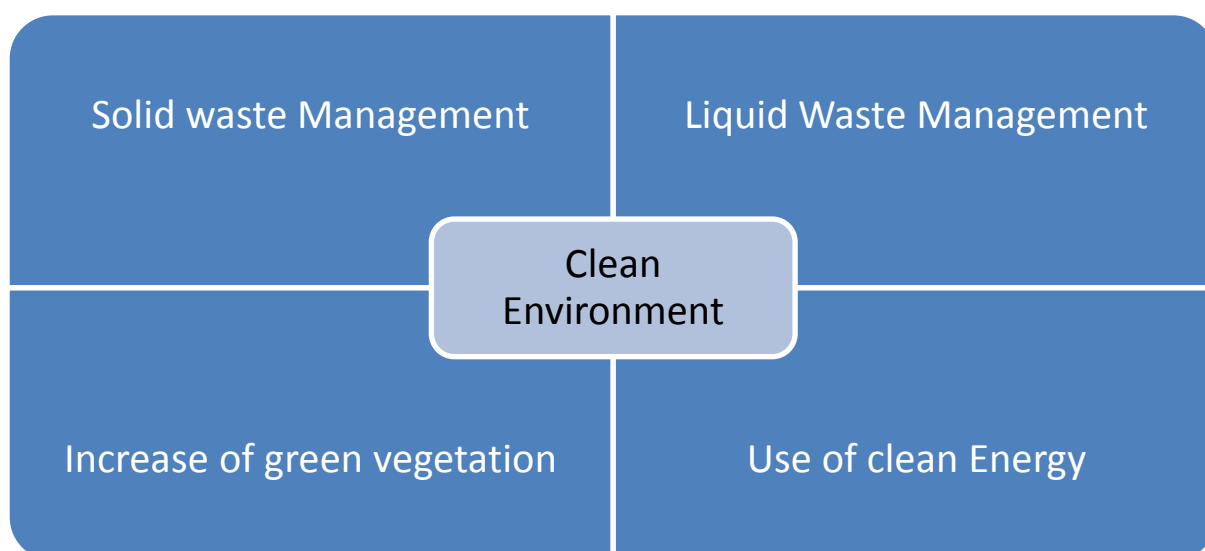 Solid waste Management
Liquid Waste Management
Clean
Environment
Increase of green vegetation
Use of clean Energy